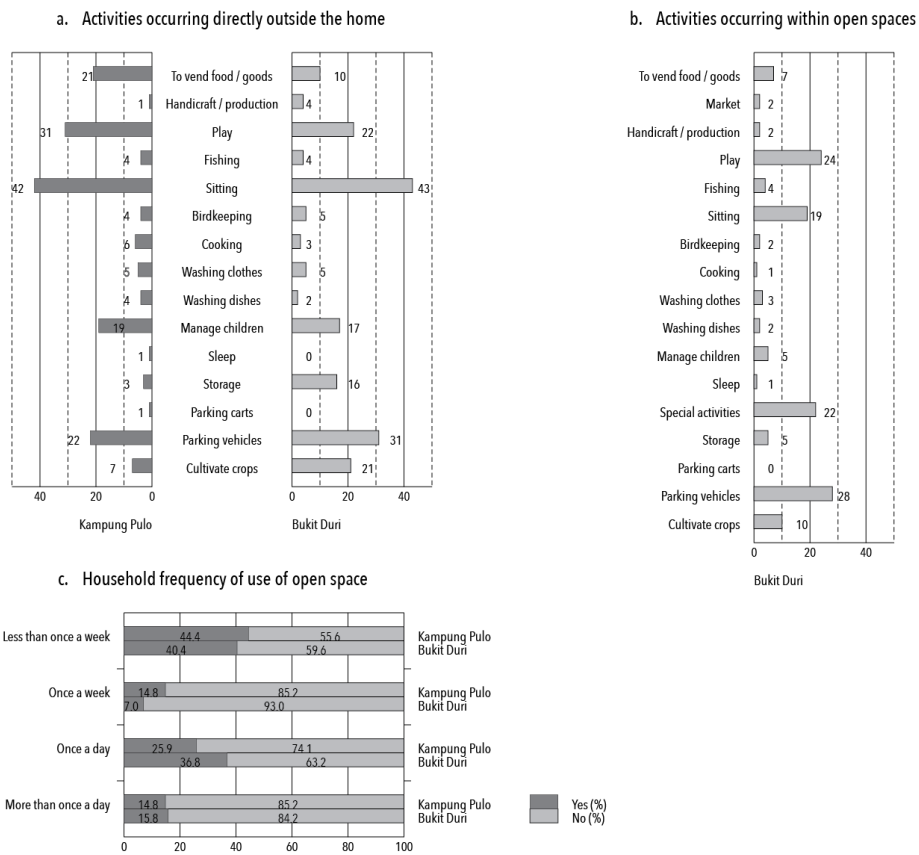 a. Activities occurring directly outside the home
21 To vend food / goods 10
1 Handicraft / production 4
31 Play 22
4 Fishing 4
42 Sitting 43
4 Birdkeeping 5
6 Cooking 3
5 Washing clothes 5
4 Washing dishes 2
19 Manage children 17
1 Sleep 0
3 Storage 16
1 Parking carts 0
22 Parking vehicles 31
7 Cultivate crops 21
40 20 0 0 20 40
Kampung Pulo Bukit Duri
b. Activities occurring within open spaces
To vend food / goods 7
Market 2
Handicraft / production 2
Play 24
Fishing 4
Sitting 19
Birdkeeping 2
Cooking 1
Washing clothes 3
Washing dishes 2
Manage children 5
Sleep 1
Special activities 22
Storage 5
Parking carts 0
Parking vehicles 28
Cultivate crops 10
0 20 40
Bukit Duri
c. Household frequency of use of open space
Less than once a week 44.4 55.6 Kampung Pulo
40.4 59.6 Bukit Duri
Once a week 14.8 85.2 Kampung Pulo
7.0 93.0 Bukit Duri
Once a day 25.9 74.1 Kampung Pulo
36.8 63.2 Bukit Duri
More than once a day 14.8 85.2 Kampung Pulo
15.8 84.2 Bukit Duri
0 20 40 60 80 100
Yes (%)
No (%)